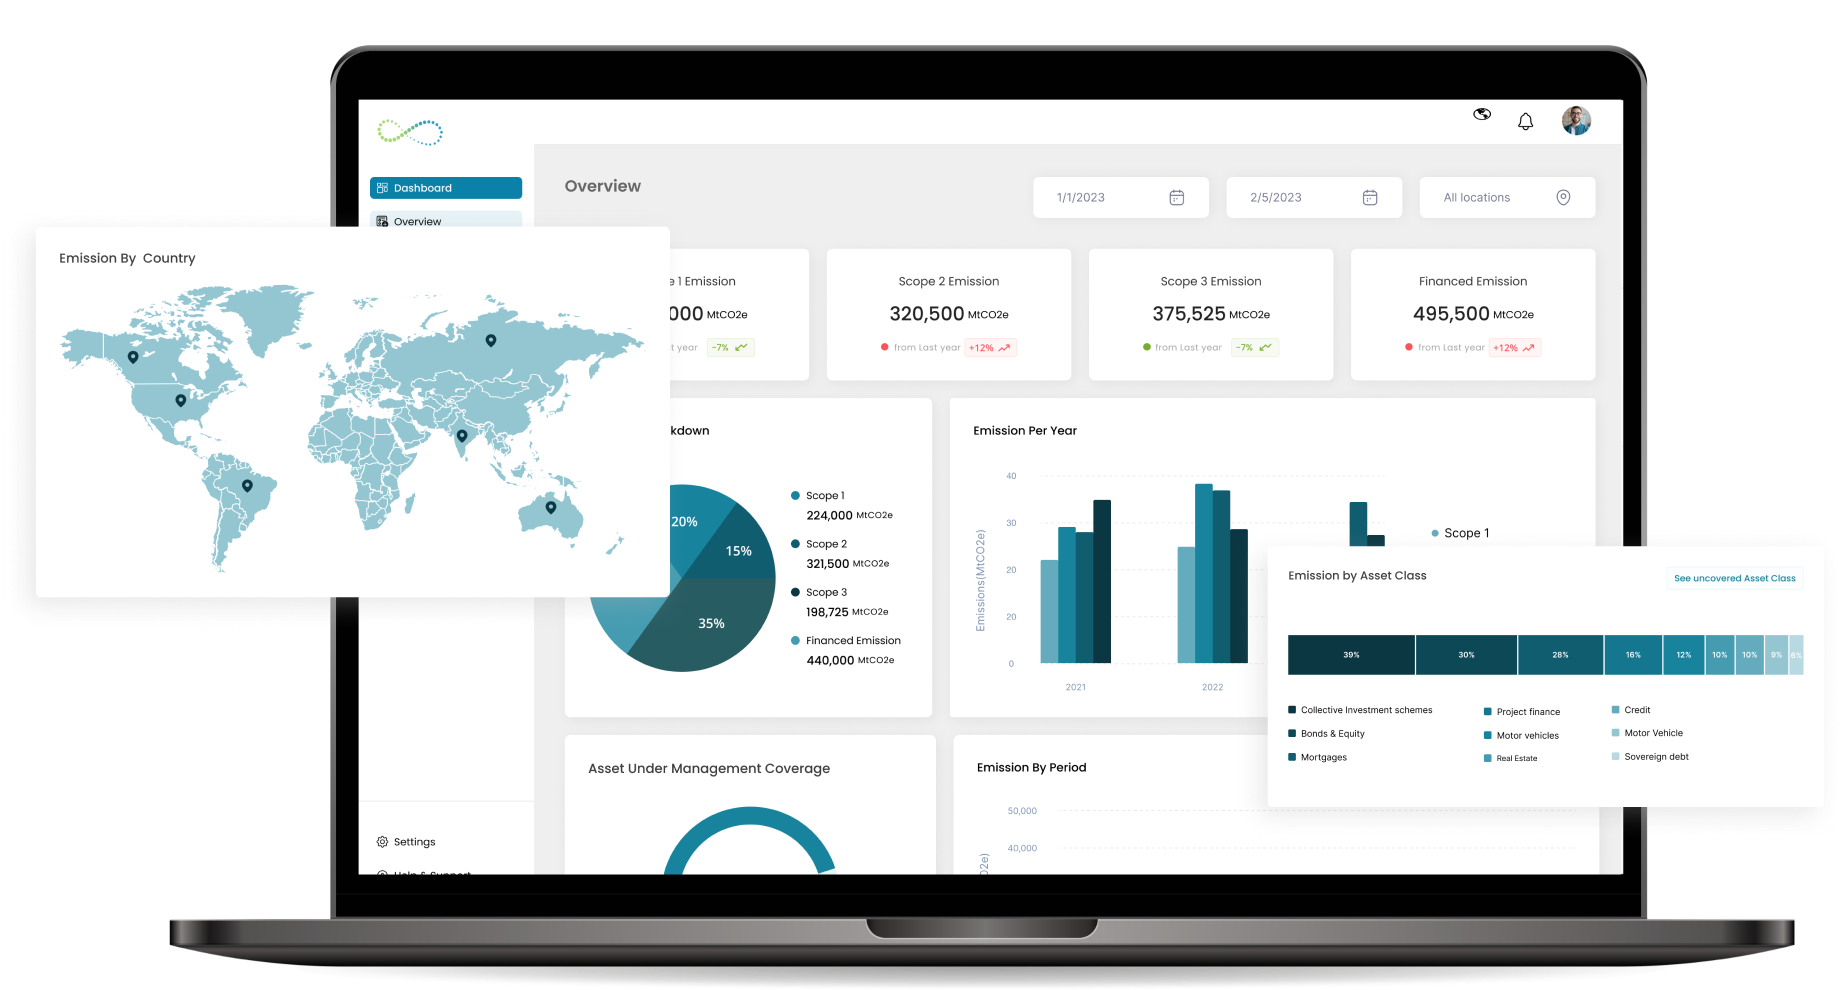 Dashboard
Overview
Overview
1/1/2023
2/5/2023
All locations
Emission By Country
1 Emission
000 MtCO2e
year
-7%
Scope 2 Emission
320,500 MtCO2e
from Last year +12%
Scope 3 Emission
375,525 MtCO2e
from Last year -7%
Financed Emission
495,500 MtCO2e
from Last year +12%
kdown
20%
15%
35%
Scope 1
224,000 MtCO2e
Scope 2
321,500 MtCO2e
Scope 3
198,725 MtCO2e
Financed Emission
440,000 MtCO2e
Emission Per Year
Emissions(MtCO2e)
40
30
20
20
0
2021
2022
Scope 1
Emission by Asset Class
See uncovered Asset Class
39%
30%
28%
16%
12%
10%
10%
9%
6%
Collective Investment schemes
Bonds & Equity
Mortgages
Project finance
Motor vehicles
Real Estate
Credit
Motor Vehicle
Sovereign debt
Asset Under Management Coverage
Emission By Period
50,000
40,000
O2e)
Settings
Help & Support